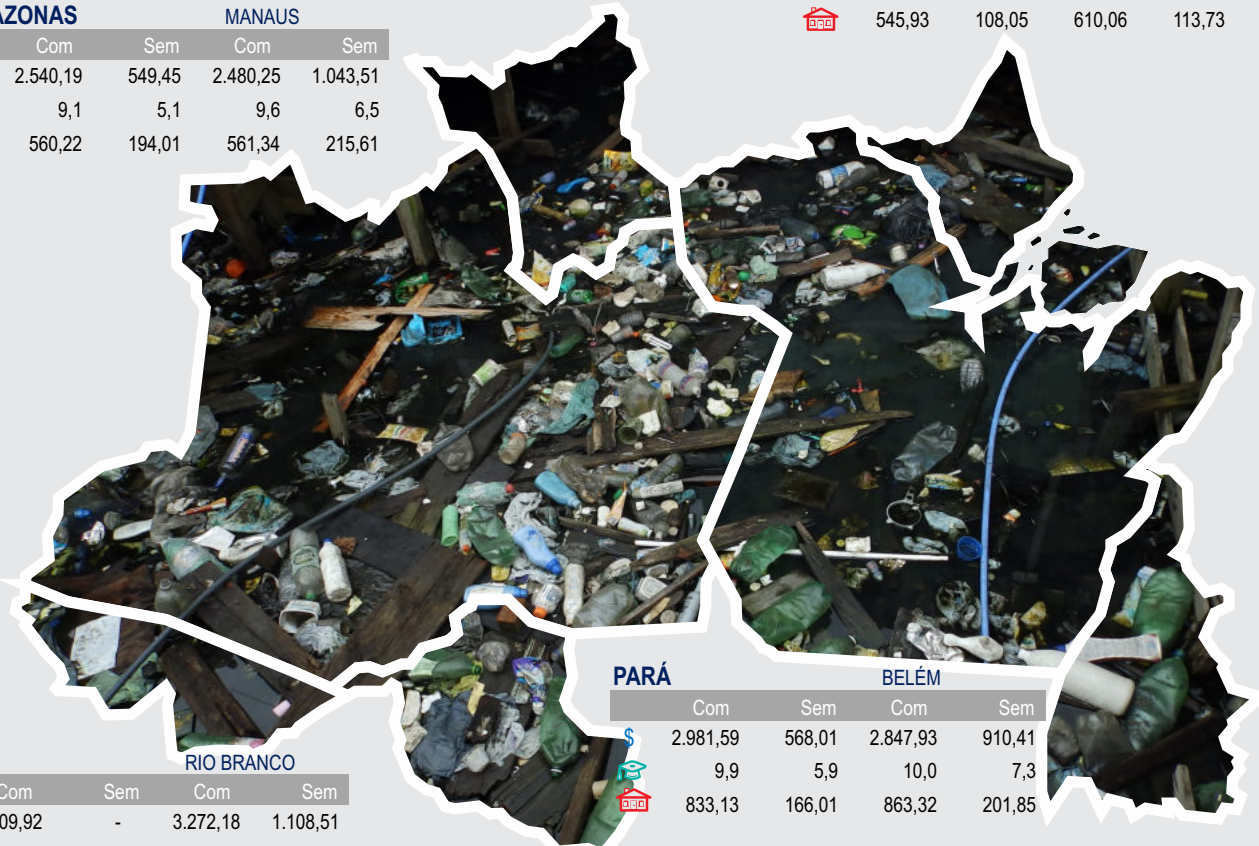 AZONAS MANAUS
Com Sem Com Sem
2.540,19 549,45 2.480,25 1.043,51
9,1 5,1 9,6 6,5
560,22 194,01 561,34 215,61
545,93 108,05 610,06 113,73
PARÁ BELÉM
Com Sem Com Sem
$ 2.981,59 568,01 2.847,93 910,41
9,9 5,9 10,0 7,3
833,13 166,01 863,32 201,85
RIO BRANCO
Com Sem Com Sem
09,92 - 3.272,18 1.108,51